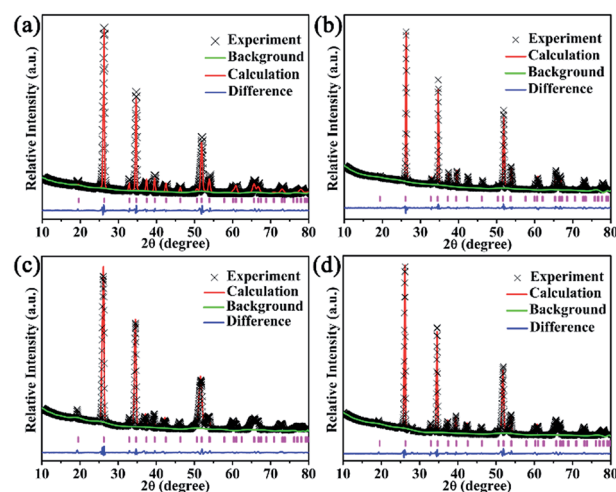 (a)
Relative Intensity (a.u.)
Experiment
Background
Calculation
Difference
10 20 30 40 50 60 70 80
2θ (degree)
(b)
Relative Intensity (a.u.)
Experiment
Calculation
Background
Difference
10 20 30 40 50 60 70 80
2θ (degree)
(c)
Relative Intensity (a.u.)
Experiment
Calculation
Background
Difference
10 20 30 40 50 60 70 80
2θ (degree)
(d)
Relative Intensity (a.u.)
Experiment
Calculation
Background
Difference
10 20 30 40 50 60 70 80
2θ (degree)